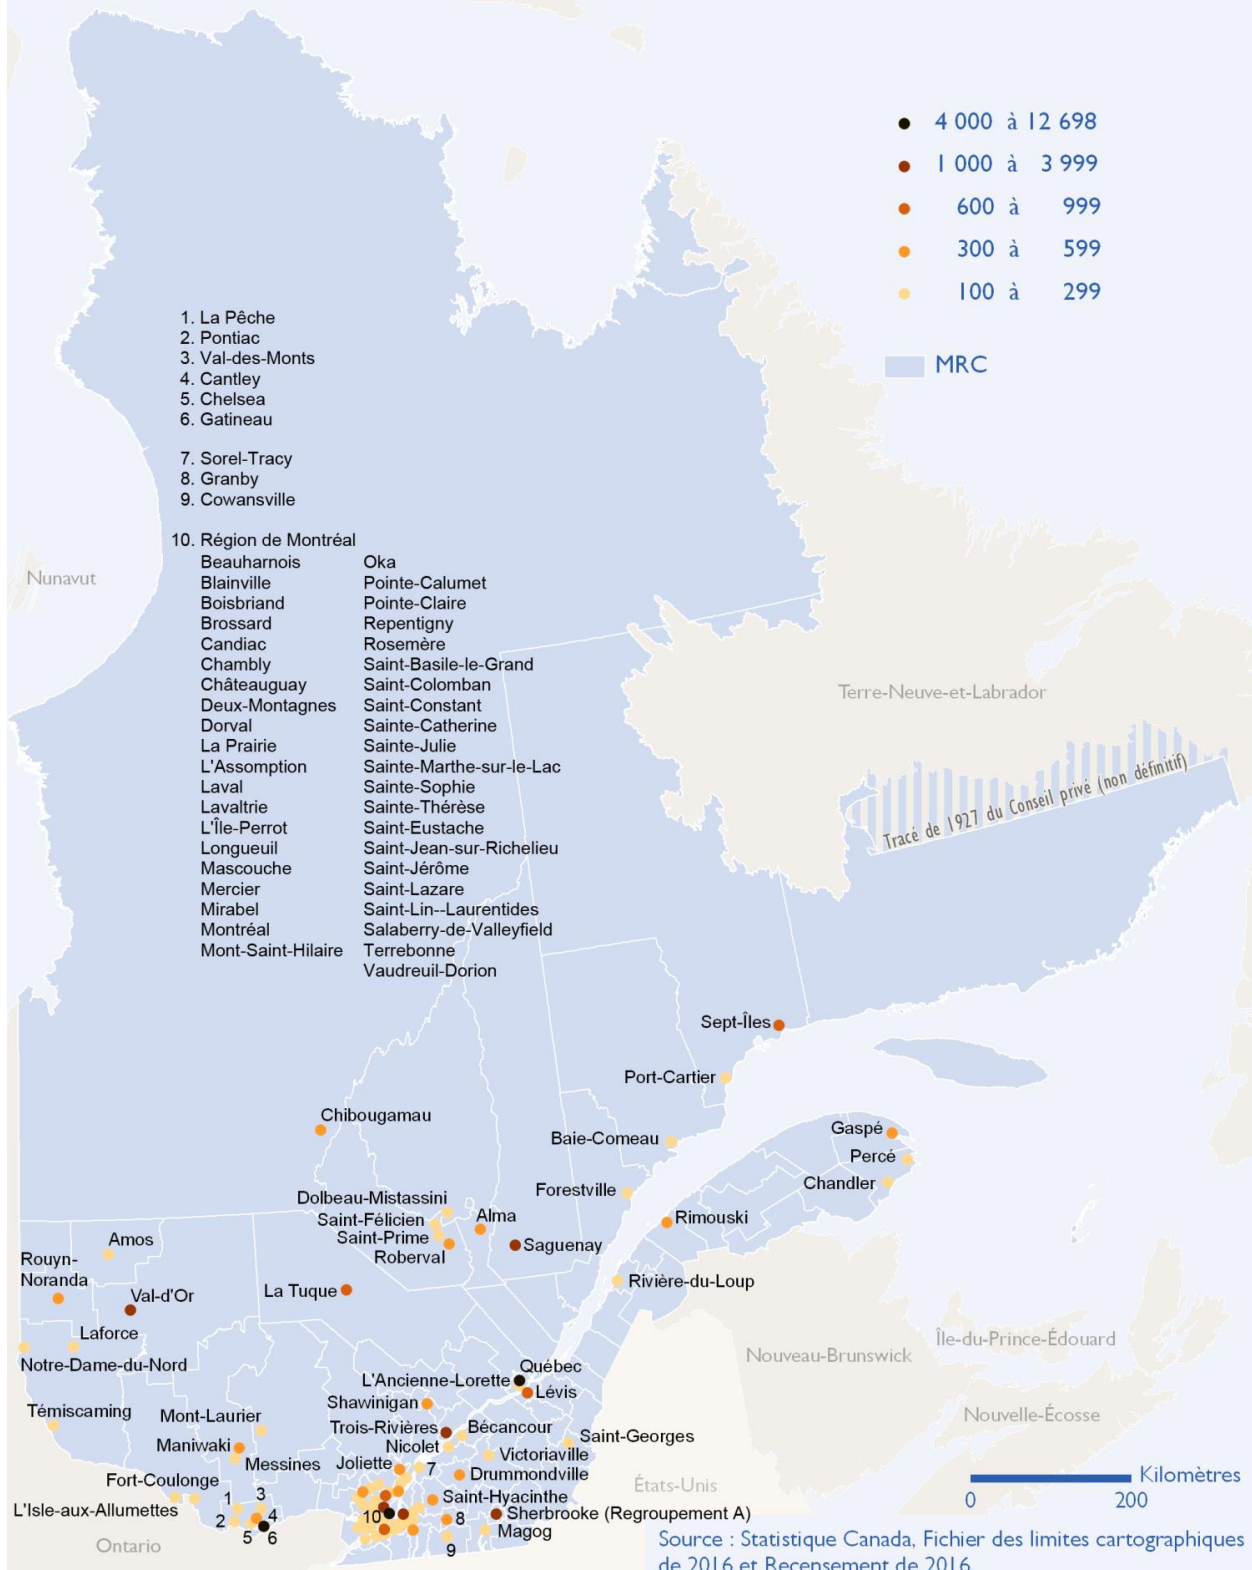 4 000 à 12 698
1 000 à 3 999
600 à 999
300 à 599
100 à 299
MRC
1. La Pêche
2. Pontiac
3. Val-des-Monts
4. Cantley
5. Chelsea
6. Gatineau
7. Sorel-Tracy
8. Granby
9. Cowansville
10. Région de Montréal
Beauharnois Oka
Blainville Pointe-Calumet
Boisbriand Pointe-Claire
Brossard Repentigny
Candiac Rosemère
Chambly Saint-Basile-le-Grand
Châteauguay Saint-Colomban
Deux-Montagnes Saint-Constant
Dorval Sainte-Catherine
La Prairie Sainte-Julie
L'Assomption Sainte-Marthe-sur-le-Lac
Laval Sainte-Sophie
Lavaltrie Sainte-Thérèse
L'Île-Perrot Saint-Eustache
Longueuil Saint-Jean-sur-Richelieu
Mascouche Saint-Jérôme
Mercier Saint-Lazare
Mirabel Saint-Lin--Laurentides
Montréal Salaberry-de-Valleyfield
Mont-Saint-Hilaire Terrebonne
Vaudreuil-Dorion
Nunavut
Terre-Neuve-et-Labrador
Tracé de 1927 du Conseil privé (non définitif)
Sept-Îles
Port-Cartier
Chibougamau
Baie-Comeau
Gaspé
Percé
Chandler
Forestville
Dolbeau-Mistassini
Saint-Félicien
Alma
Rimouski
Saint-Prime
Roberval
Saguenay
Amos
Rouyn-
Noranda
Val-d'Or
La Tuque
Rivière-du-Loup
Laforce
Notre-Dame-du-Nord
Île-du-Prince-Édouard
Nouveau-Brunswick
Québec
L'Ancienne-Lorette
Lévis
Shawinigan
Témiscaming
Mont-Laurier
Trois-Rivières
Bécancour
Saint-Georges
Nouvelle-Écosse
Maniwaki
Nicolet
Victoriaville
Messines
Joliette
7
Drummondville
Fort-Coulonge
États-Unis
Kilomètres
0 200
L'Isle-aux-Allumettes
1
3
Saint-Hyacinthe
2
4
10
Sherbrooke (Regroupement A)
8
5
6
Magog
9
Ontario
Source : Statistique Canada, Fichier des limites cartographiques
de 2016 et Recensement de 2016